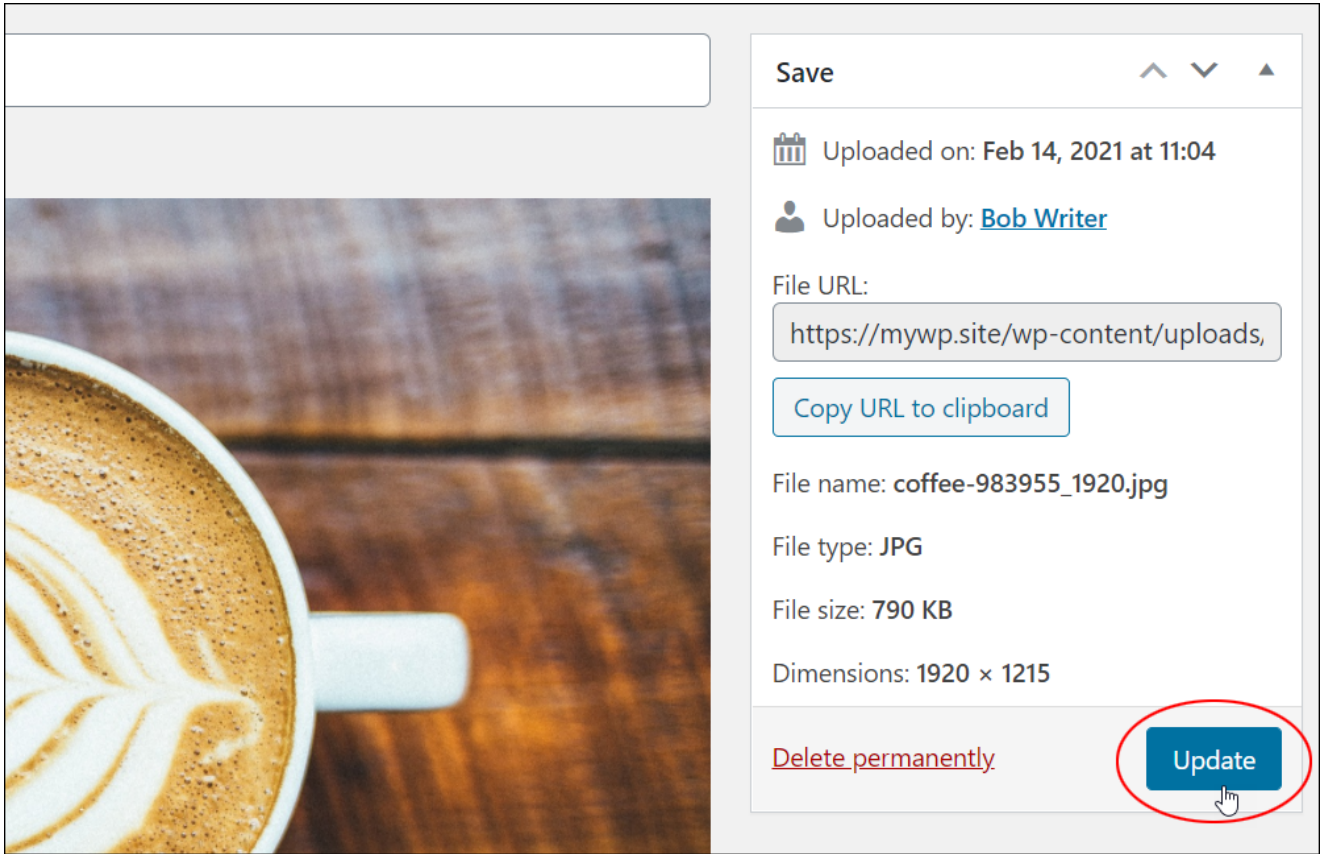 Save
Uploaded on: Feb 14, 2021 at 11:04
Uploaded by: Bob Writer
File URL:
https://mywp.site/wp-content/uploads/
Copy URL to clipboard
File name: coffee-983955_1920.jpg
File type: JPG
File size: 790 KB
Dimensions: 1920 × 1215
Delete permanently
Update